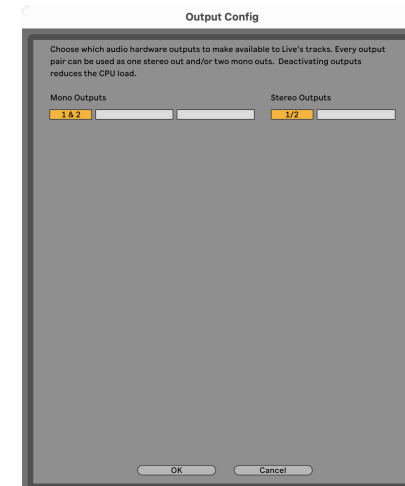 Output Config
Choose which audio hardware outputs to make available to Live's tracks. Every output
pair can be used as one stereo out and/or two mono outs. Deactivating outputs
reduces the CPU load.
Mono Outputs Stereo Outputs
1 & 2 1/2
OK Cancel